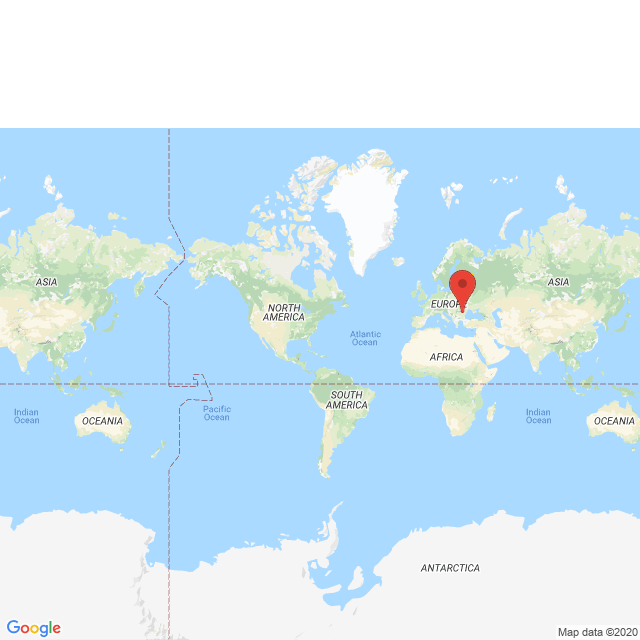 ASIA
NORTH
AMERICA
EUROP
ASIA
Atlantic
Ocean
AFRICA
SOUTH
AMERICA
Indian
Ocean
OCEANIA
Pacific
Ocean
Indian
Ocean
OCEANIA
ANTARCTICA
Google
Map data ©2020